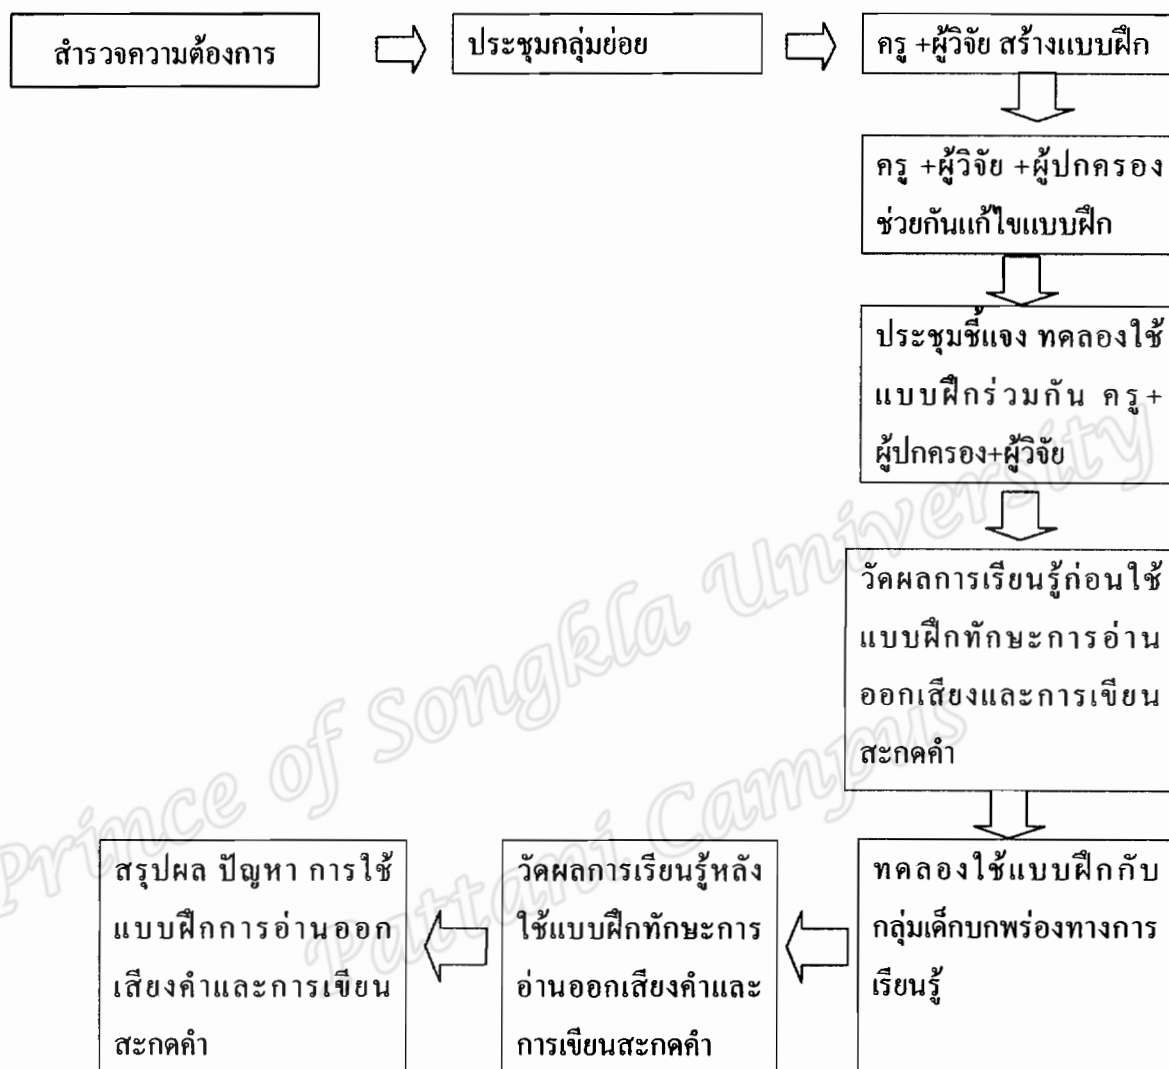 สำรวจความต้องการ
ประชุมกลุ่มย่อย
ครู +ผู้วิจัย สร้างแบบฝึก
ครู +ผู้วิจัย +ผู้ปกครอง
ช่วยกันแก้ไขแบบฝึก
ประชุมชี้แจง ทดลองใช้
แบบฝึกร่วมกัน ครู+
ผู้ปกครอง+ผู้วิจัย
วัดผลการเรียนรู้ก่อนใช้
แบบฝึกทักษะการอ่าน
ออกเสียงและการเขียน
สะกดคำ
ทดลองใช้แบบฝึกกับ
กลุ่มเด็กบกพร่องทางการ
เรียนรู้
วัดผลการเรียนรู้หลัง
ใช้แบบฝึกทักษะการ
อ่านออกเสียงคำและ
การเขียนสะกดคำ
สรุปผล ปัญหา การใช้
แบบฝึกการอ่านออก
เสียงคำและการเขียน
สะกดคำ
Prince of Songkla University
Pattani Campus